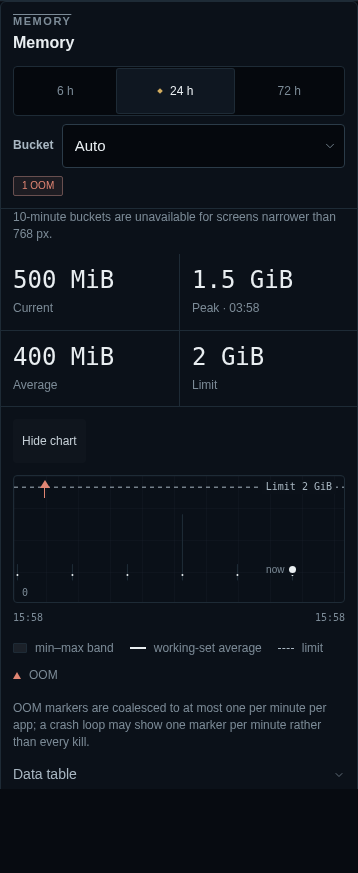 MEMORY
Memory
6 h
24 h
72 h
Bucket
Auto
1 OOM
10-minute buckets are unavailable for screens narrower than
768 px.
500 MiB
1.5 GiB
Current
Peak · 03:58
400 MiB
2 GiB
Average
Limit
Hide chart
Limit 2 GiB
now
0
15:58
15:58
min–max band
working-set average
limit
OOM
OOM markers are coalesced to at most one per minute per
app; a crash loop may show one marker per minute rather
than every kill.
Data table